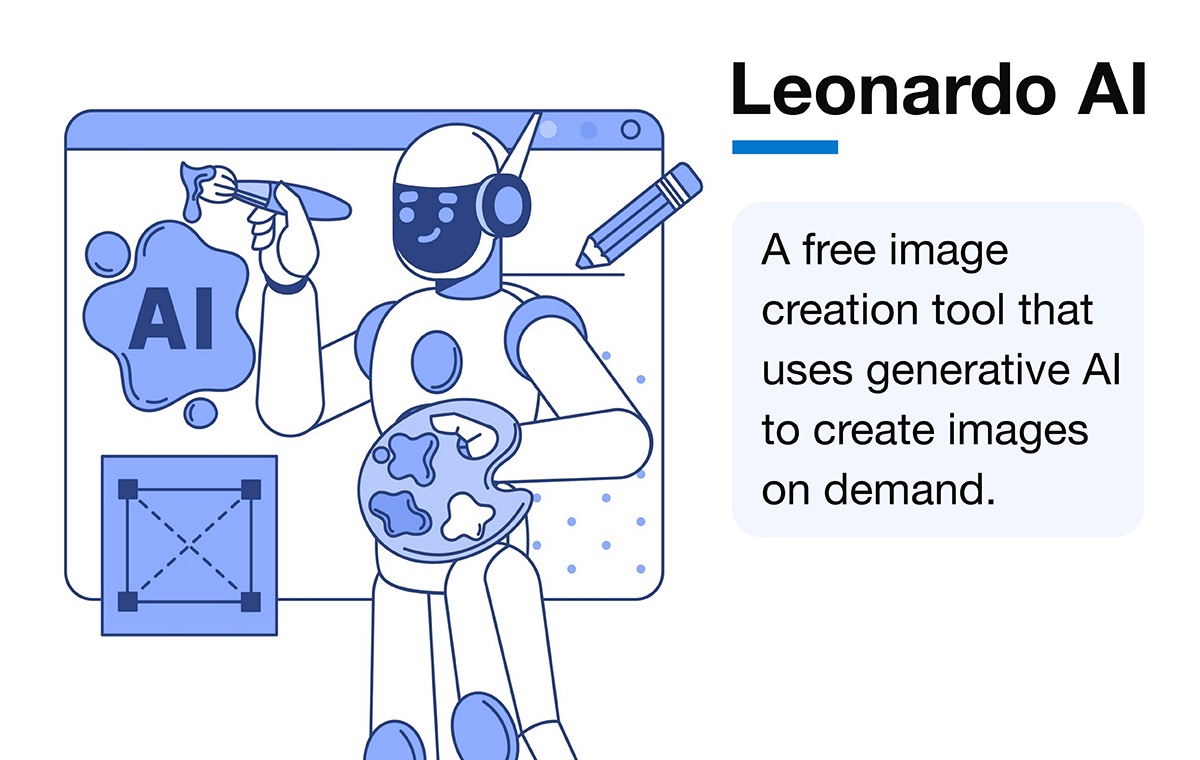 Leonardo AI
A free image
creation tool that
uses generative AI
to create images
on demand.
AI